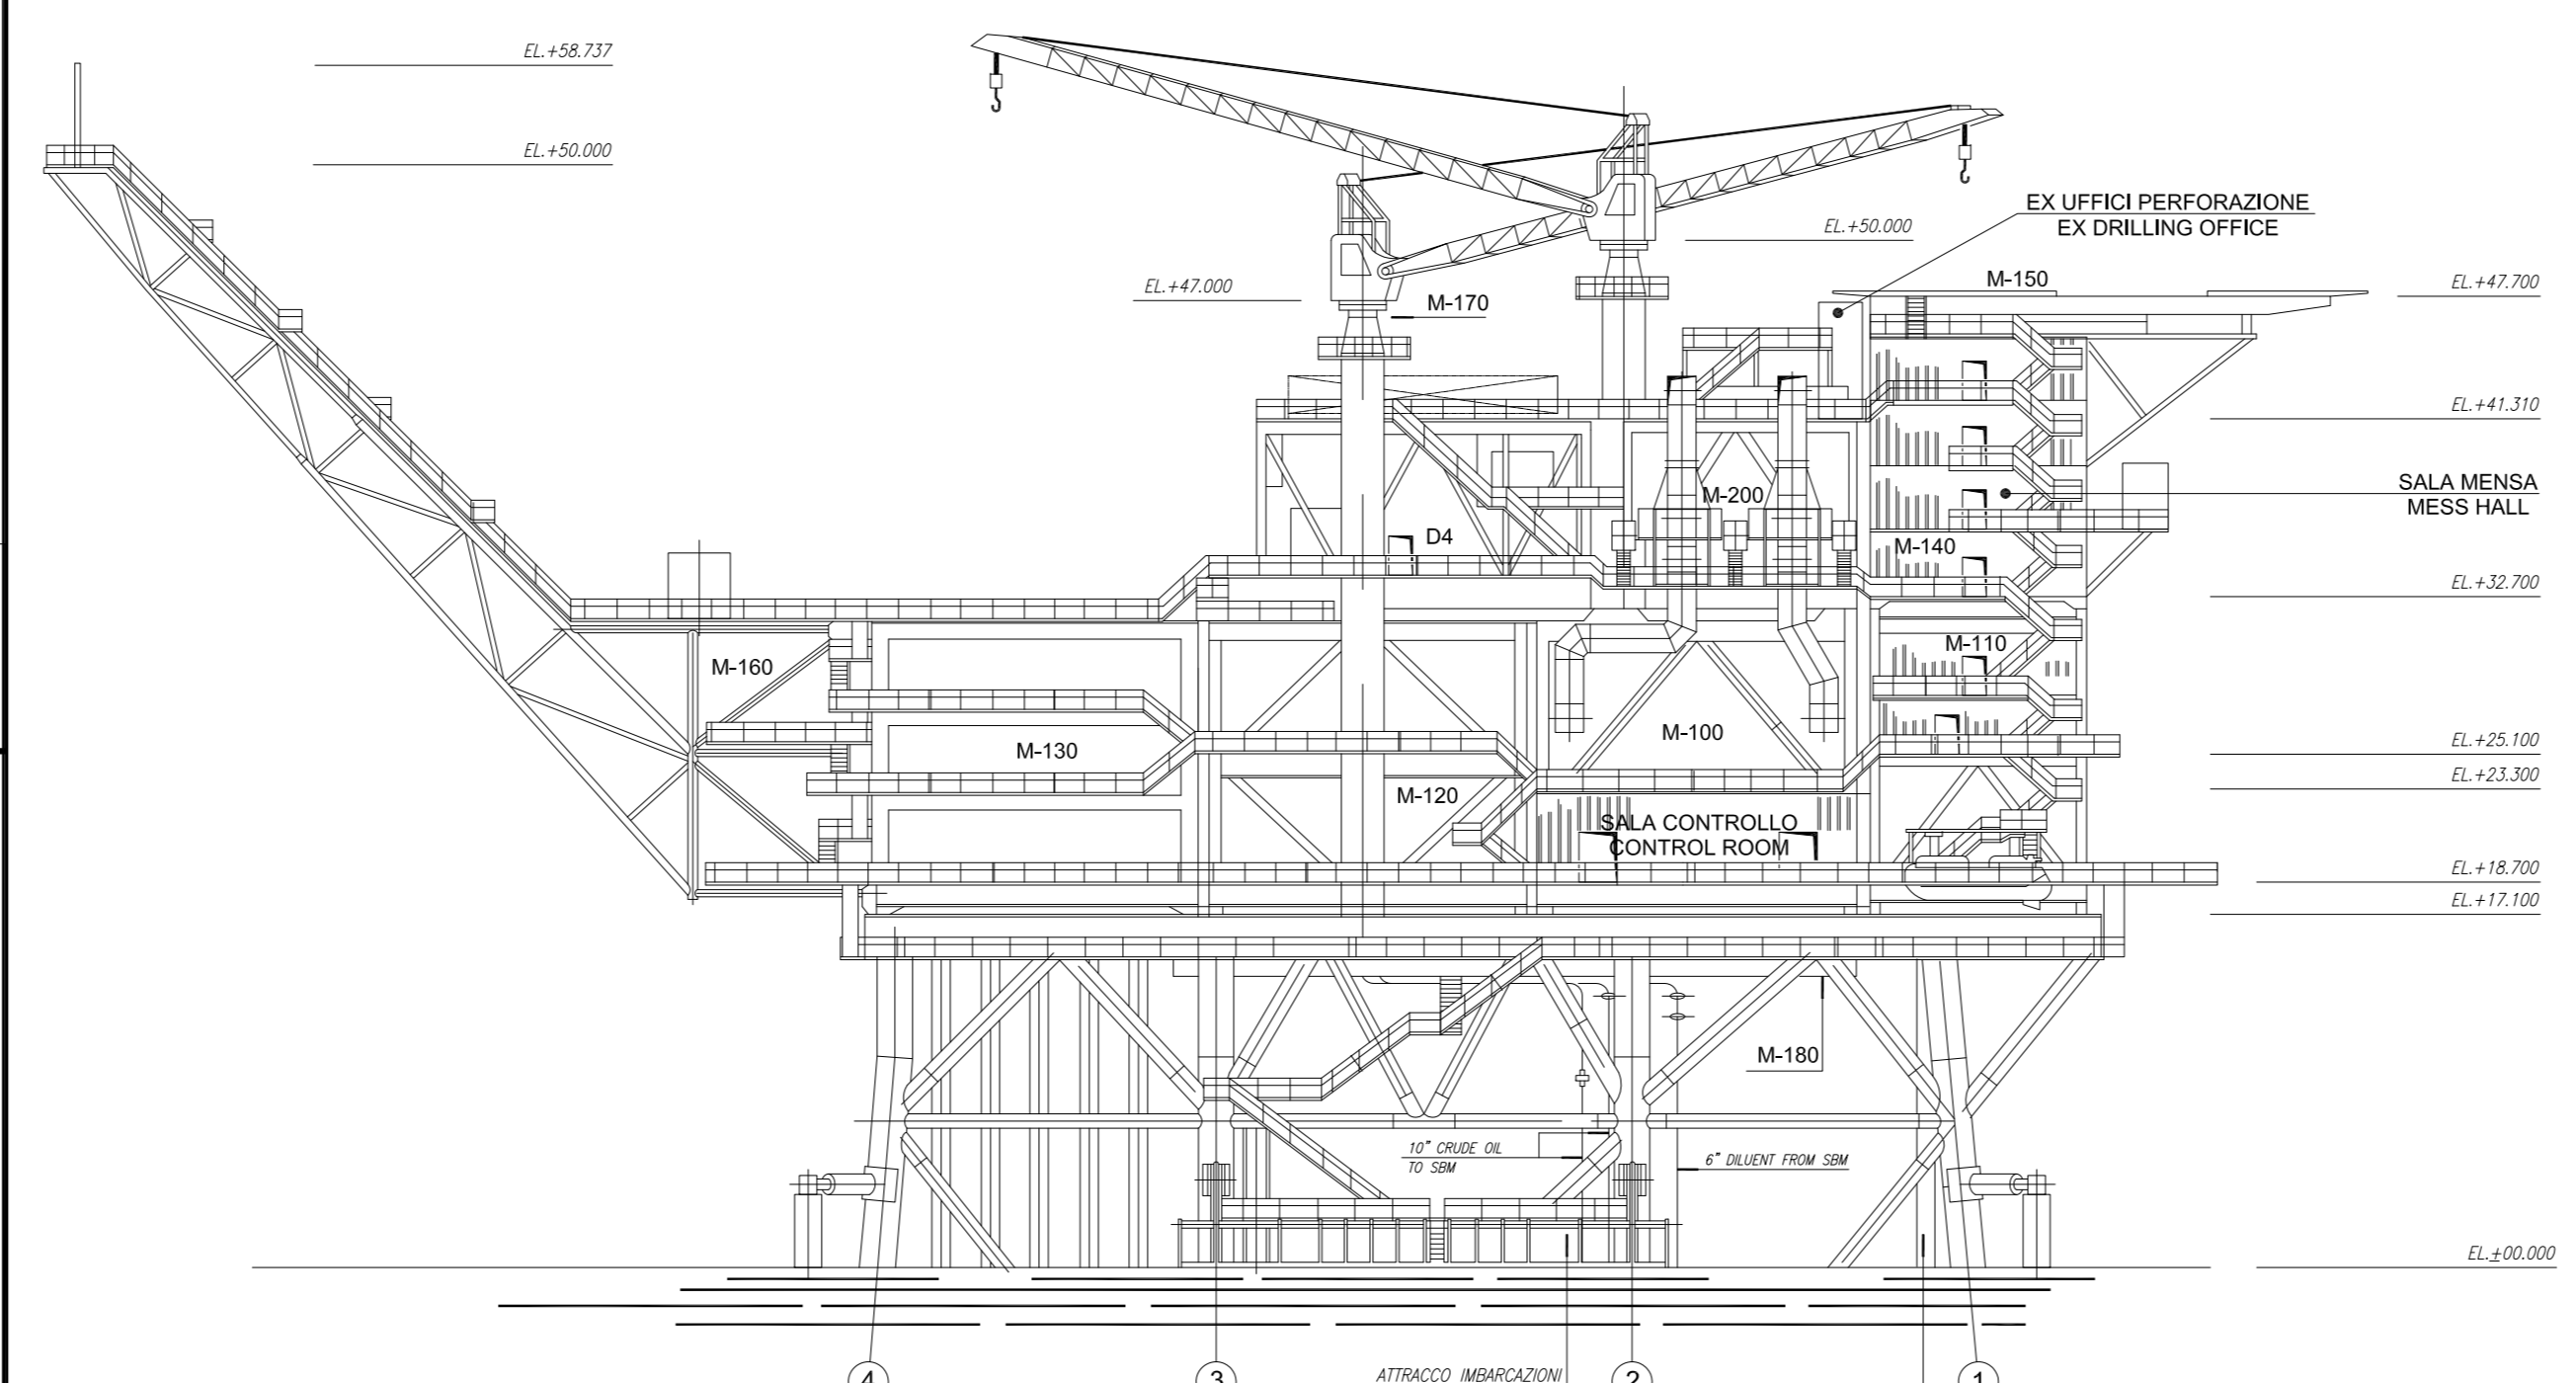 EL.+58.737
EL.+50.000
EX UFFICI PERFORAZIONE
EX DRILLING OFFICE
EL.+50.000
EL.+47.000
M-170
M-150
EL.+47.700
EL.+41.310
SALA MENSA
MESS HALL
M-200
D4
M-140
EL.+32.700
M-160
M-110
M-130
M-100
EL.+25.100
EL.+23.300
M-120
SALA CONTROLLO
CONTROL ROOM
EL.+18.700
EL.+17.100
M-180
10" CRUDE OIL
TO SBM
6" DILUENT FROM SBM
EL.±00.000
4
3
ATTRACCO IMBARCAZIONI
2
1